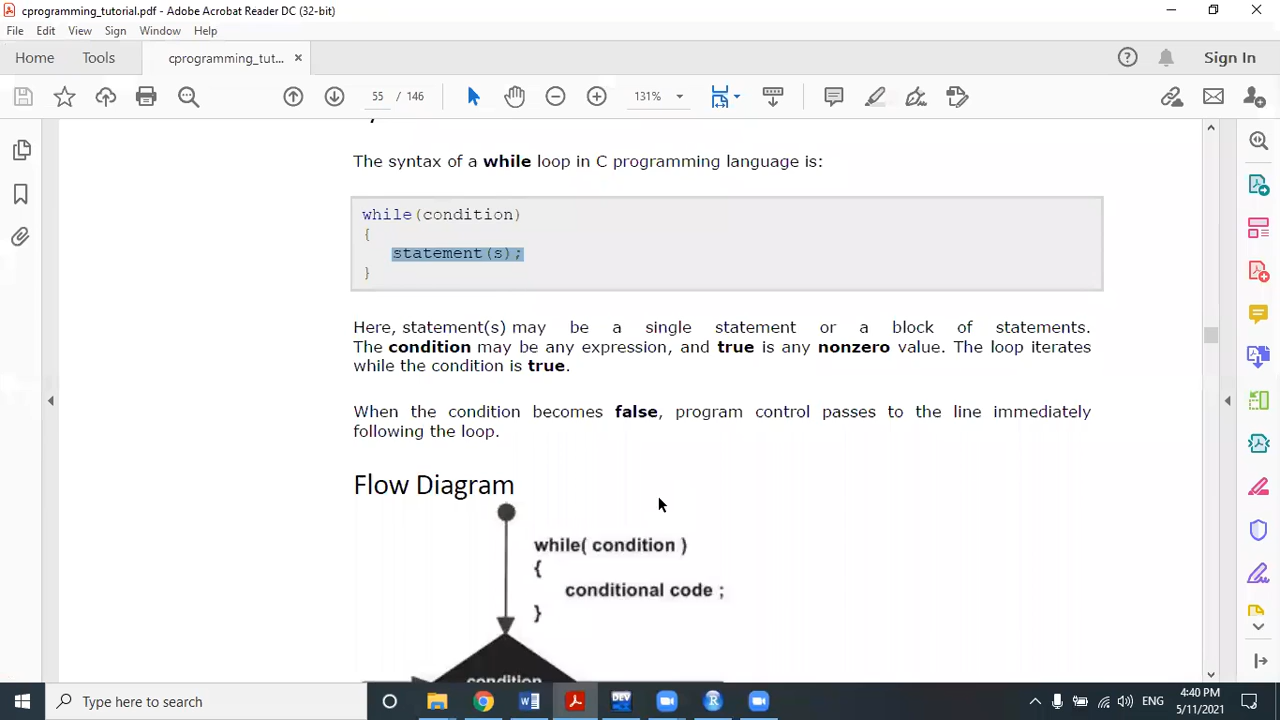 cprogramming_tutorial.pdf - Adobe Acrobat Reader DC (32-bit)
File Edit View Sign Window Help
Home Tools cprogramming_tut... × Sign In
55 / 146 131%
The syntax of a while loop in C programming language is:
while(condition)
{
statement(s);
}
Here, statement(s) may be a single statement or a block of statements.
The condition may be any expression, and true is any nonzero value. The loop iterates
while the condition is true.
When the condition becomes false, program control passes to the line immediately
following the loop.
Flow Diagram
while( condition )
{
conditional code ;
}
condition
Type here to search
DEV
R
ENG
4:40 PM
5/11/2021